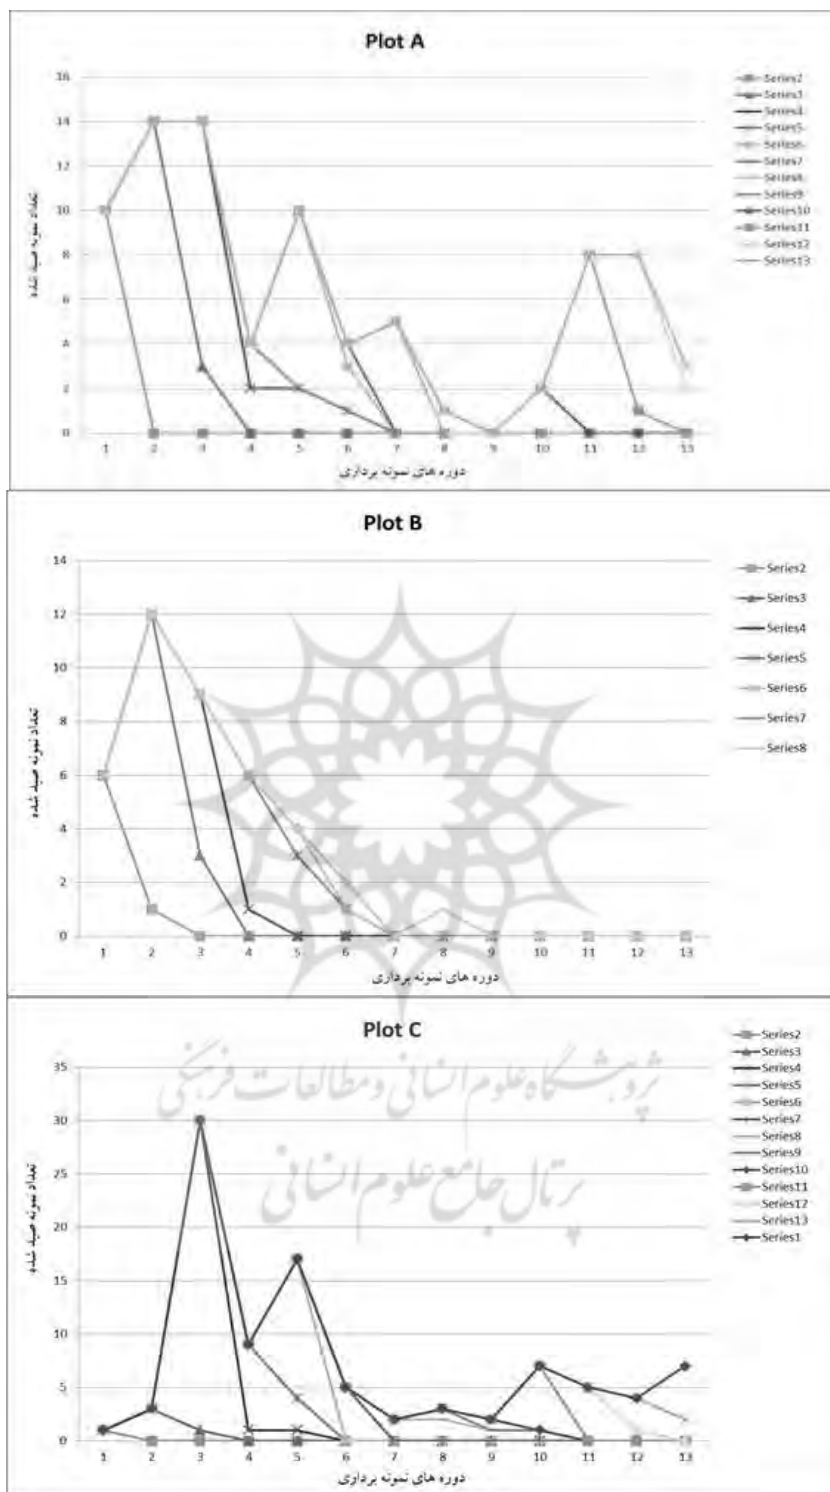 Plot A
16
14
12
10
8
6
4
2
0
1 2 3 4 5 6 7 8 9 10 11 12 13
تعداد نمونه صید شده
دوره های نمونه برداری
Series2
Series3
Series4
Series5
Series6
Series7
Series8
Series9
Series10
Series11
Series12
Series13
Plot B
14
12
10
8
6
4
2
0
1 2 3 4 5 6 7 8 9 10 11 12 13
تعداد نمونه صید شده
دوره های نمونه برداری
Series2
Series3
Series4
Series5
Series6
Series7
Series8
Plot C
35
30
25
20
15
10
5
0
1 2 3 4 5 6 7 8 9 10 11 12 13
تعداد نمونه صید شده
دوره های نمونه برداری
Series2
Series3
Series4
Series5
Series6
Series7
Series8
Series9
Series10
Series11
Series12
Series13
Series1
پژوهشگاه علوم انسانی و مطالعات فرهنگی
پرتال جامع علوم انسانی